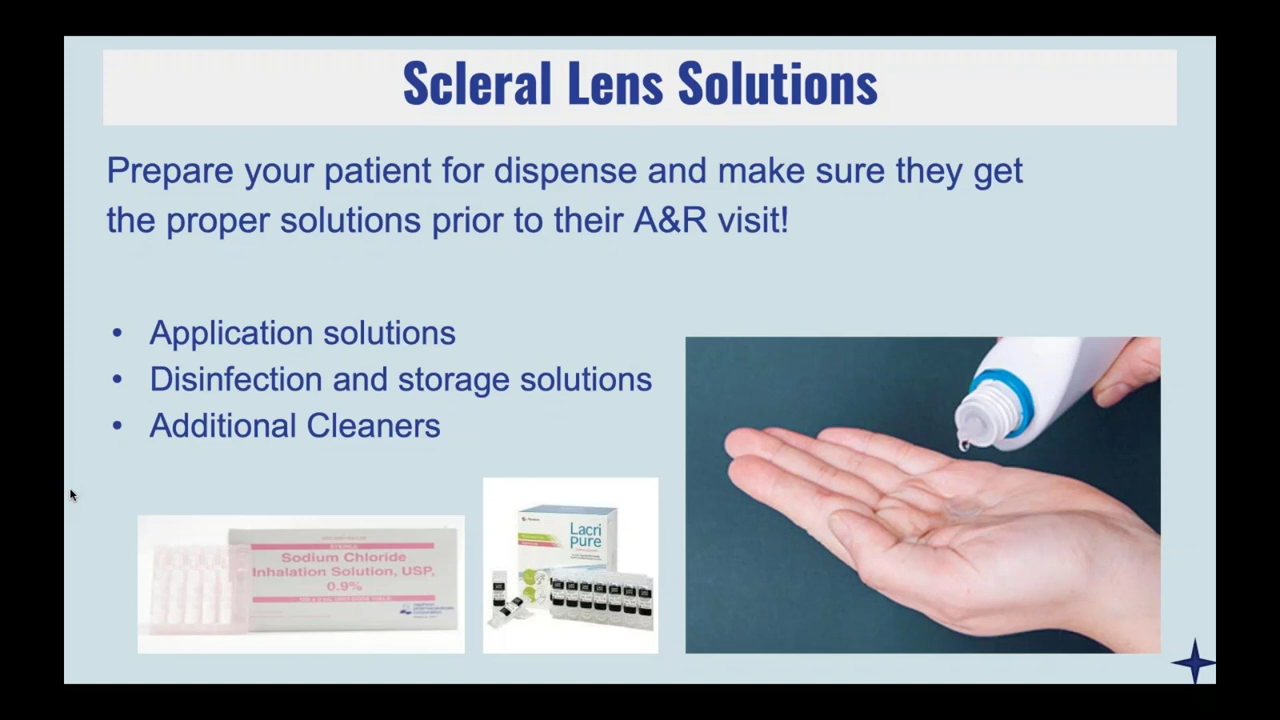 Scleral Lens Solutions
Prepare your patient for dispense and make sure they get
the proper solutions prior to their A&R visit!
• Application solutions
• Disinfection and storage solutions
• Additional Cleaners
STERILE
Sodium Chloride
Inhalation Solution, USP,
0.9%
Lacri
pure